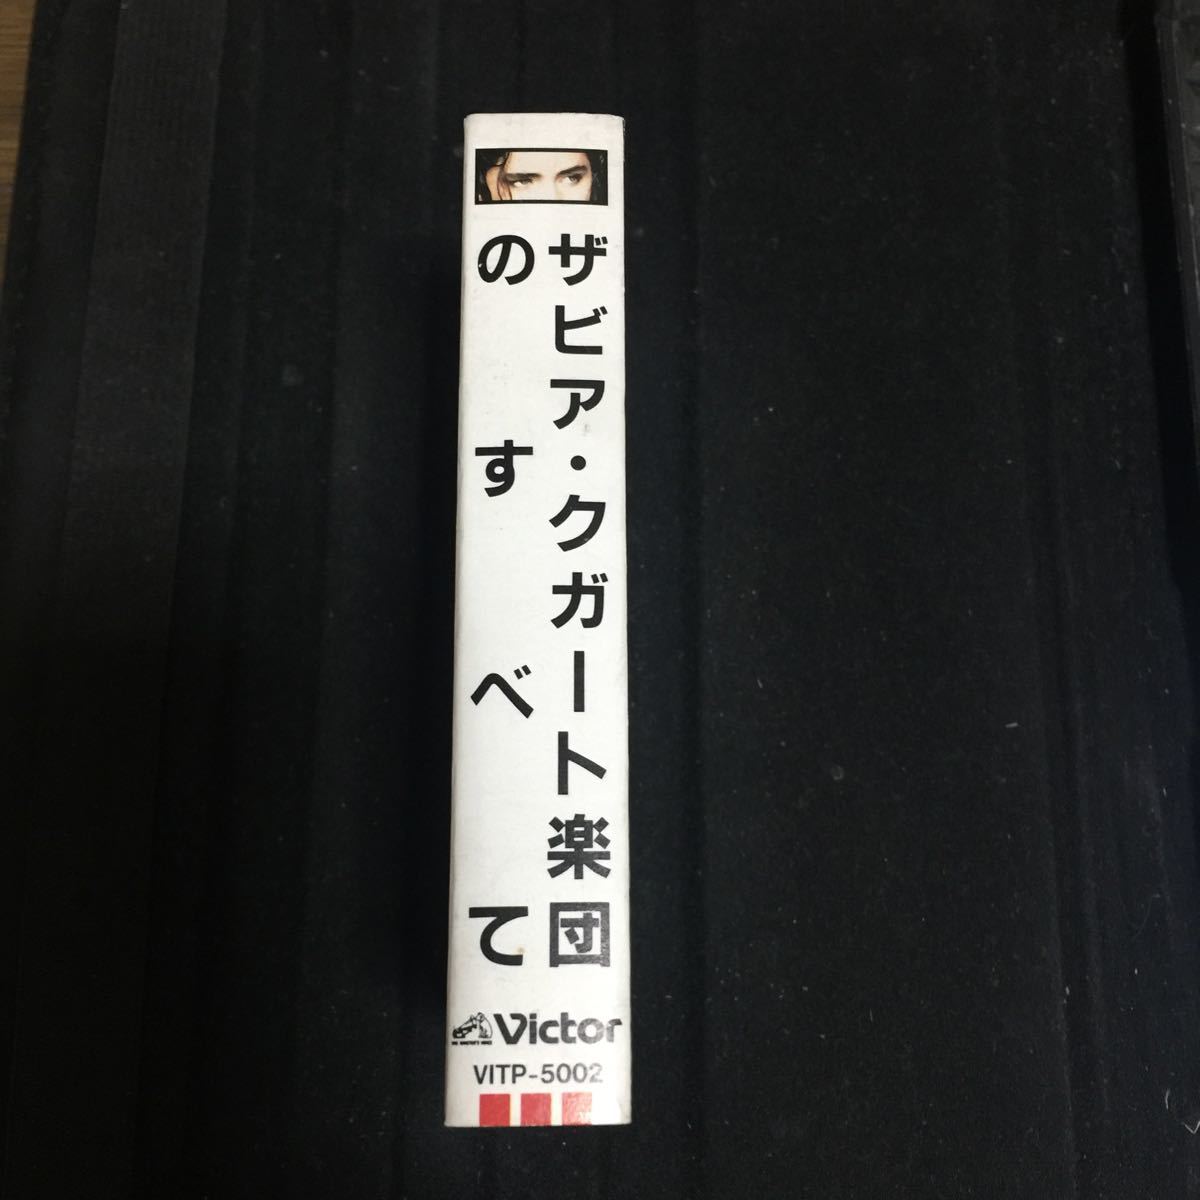 ザビア・クガート楽団
のすべて
Victor
VITP-5002